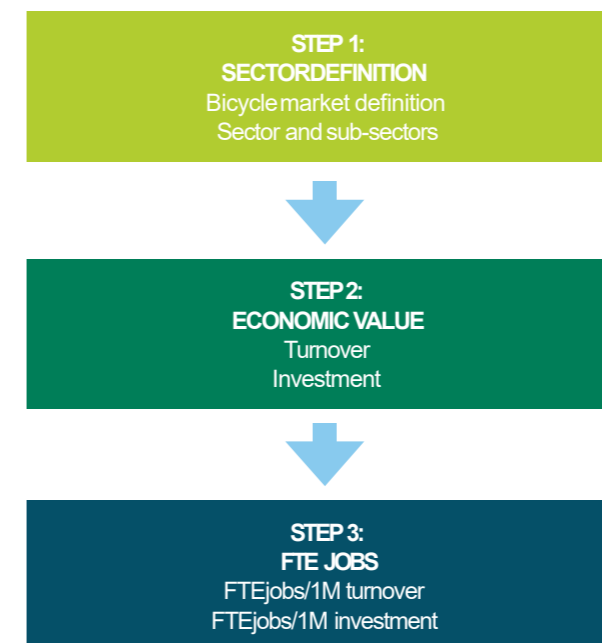 STEP 1:
SECTORDEFINITION
Bicycle market definition
Sector and sub-sectors
STEP 2:
ECONOMIC VALUE
Turnover
Investment
STEP 3:
FTE JOBS
FTEjobs/1M turnover
FTEjobs/1M investment